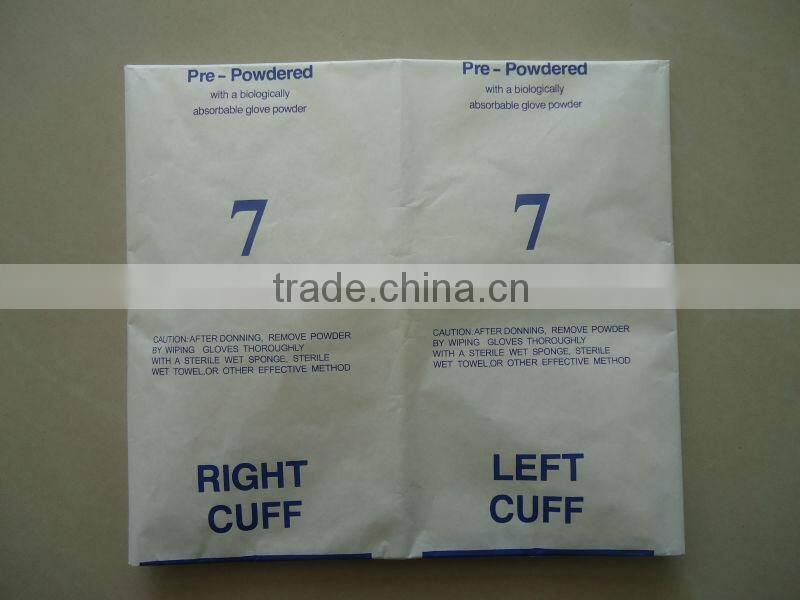 Pre - Powdered
with a biologically
absorbable glove powder
7
CAUTION: AFTER DONNING, REMOVE POWDER
BY WIPING GLOVES THOROUGHLY
WITH A STERILE WET SPONGE, STERILE
WET TOWEL,OR OTHER EFFECTIVE METHOD
RIGHT
CUFF
Pre - Powdered
with a biologically
absorbable glove powder
7
CAUTION: AFTER DONNING, REMOVE POWDER
BY WIPING GLOVES THOROUGHLY
WITH A STERILE WET SPONGE, STERILE
WET TOWEL,OR OTHER EFFECTIVE METHOD
LEFT
CUFF
trade.china.cn